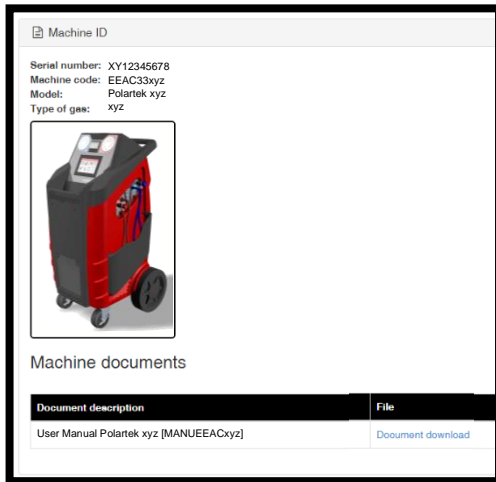 Machine ID
Serial number: XY12345678
Machine code: EEAC33xyz
Model: Polartek xyz
Type of gas: xyz
Machine documents
Document description File
User Manual Polartek xyz [MANUEEACxyz] Document download